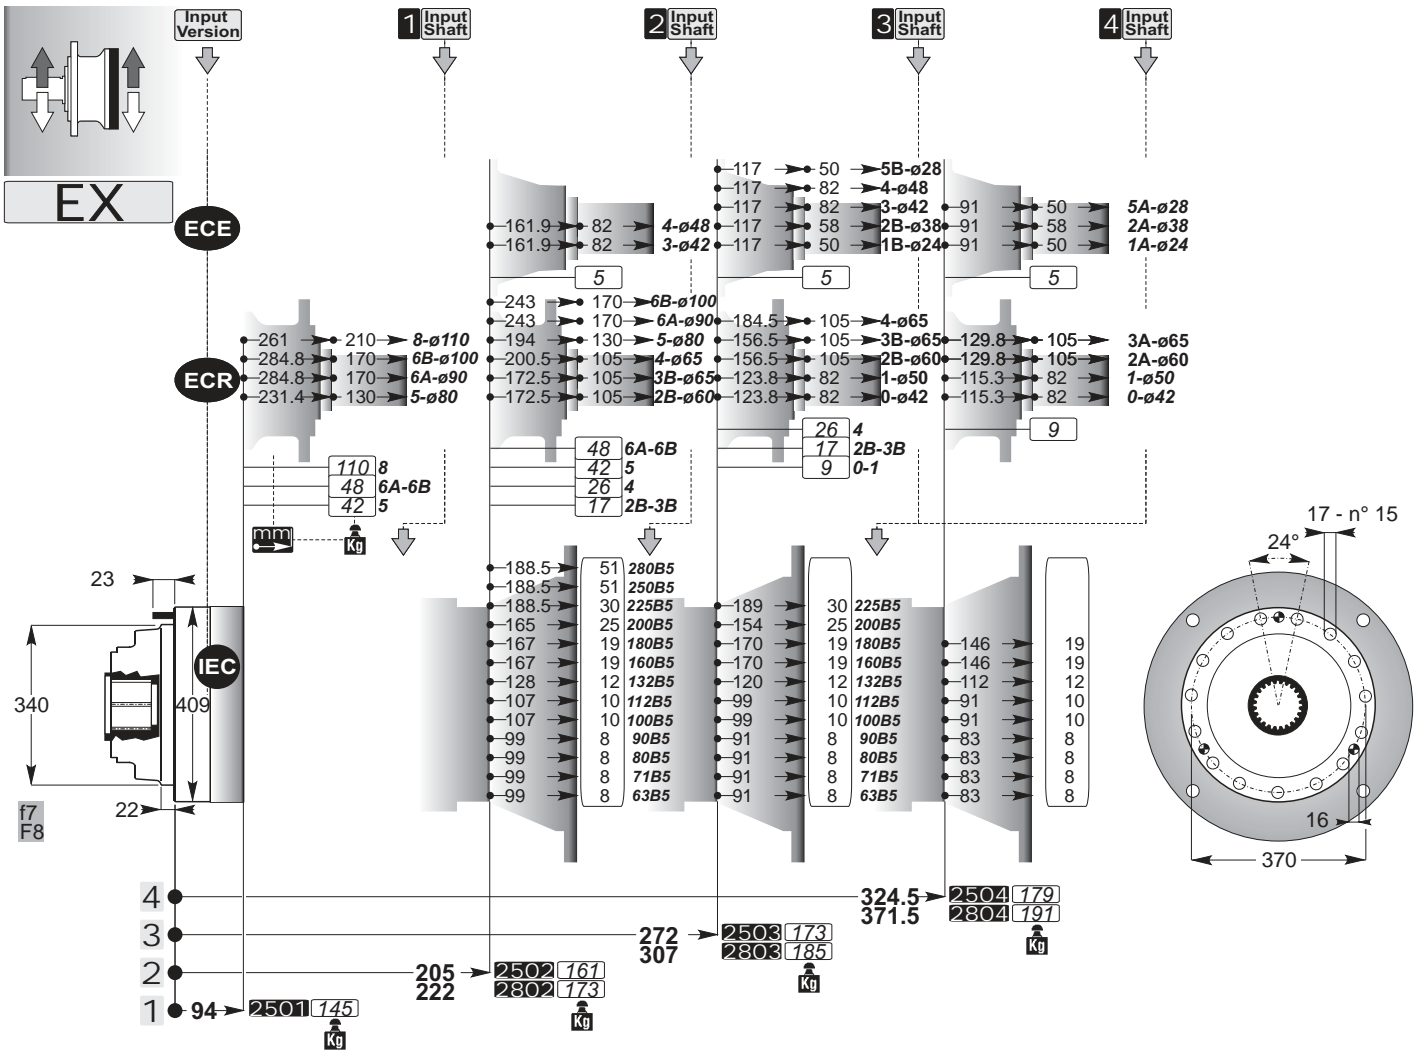 Input Version
1 Input Shaft
2 Input Shaft
3 Input Shaft
4 Input Shaft
EX
ECE
161.9 82 4-ø48
161.9 82 3-ø42
5
117 50 5B-ø28
117 82 4-ø48
117 82 3-ø42
117 58 2B-ø38
117 50 1B-ø24
5
91 50 5A-ø28
91 58 2A-ø38
91 50 1A-ø24
5
ECR
261 210 8-ø110
284.8 170 6B-ø100
284.8 170 6A-ø90
231.4 130 5-ø80
110 8
48 6A-6B
42 5
mm
Kg
243 170 6B-ø100
243 170 6A-ø90
194 130 5-ø80
200.5 105 4-ø65
172.5 105 3B-ø65
172.5 105 2B-ø60
48 6A-6B
42 5
26 4
17 2B-3B
184.5 105 4-ø65
156.5 105 3B-ø65
156.5 105 2B-ø60
123.8 82 1-ø50
123.8 82 0-ø42
26 4
17 2B-3B
9 0-1
129.8 105 3A-ø65
129.8 105 2A-ø60
115.3 82 1-ø50
115.3 82 0-ø42
9
IEC
23
340
409
22
f7
F8
188.5 51 280B5
188.5 51 250B5
188.5 30 225B5
165 25 200B5
167 19 180B5
167 19 160B5
128 12 132B5
107 10 112B5
107 10 100B5
99 8 90B5
99 8 80B5
99 8 71B5
99 8 63B5
189 30 225B5
154 25 200B5
170 19 180B5
170 19 160B5
120 12 132B5
99 10 112B5
99 10 100B5
91 8 90B5
91 8 80B5
91 8 71B5
91 8 63B5
146 19
146 19
112 12
91 10
91 10
83 8
83 8
83 8
83 8
17 - n° 15
24°
16
370
4 324.5 2504 179
371.5 2804 191
Kg
3 272 2503 173
307 2803 185
Kg
2 205 2502 161
222 2802 173
Kg
1 94 2501 145
Kg